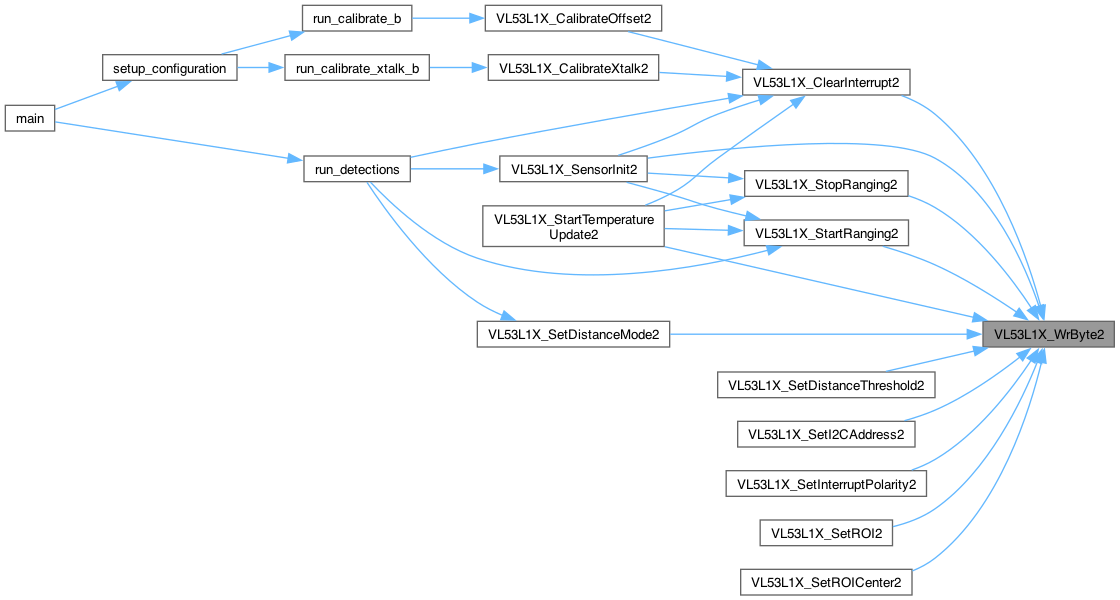 run_calibrate_b
VL53L1X_CalibrateOffset2
setup_configuration
run_calibrate_xtalk_b
VL53L1X_CalibrateXtalk2
VL53L1X_ClearInterrupt2
main
run_detections
VL53L1X_SensorInit2
VL53L1X_StopRanging2
VL53L1X_StartTemperature
Update2
VL53L1X_StartRanging2
VL53L1X_SetDistanceMode2
VL53L1X_WrByte2
VL53L1X_SetDistanceThreshold2
VL53L1X_SetI2CAddress2
VL53L1X_SetInterruptPolarity2
VL53L1X_SetROI2
VL53L1X_SetROICenter2